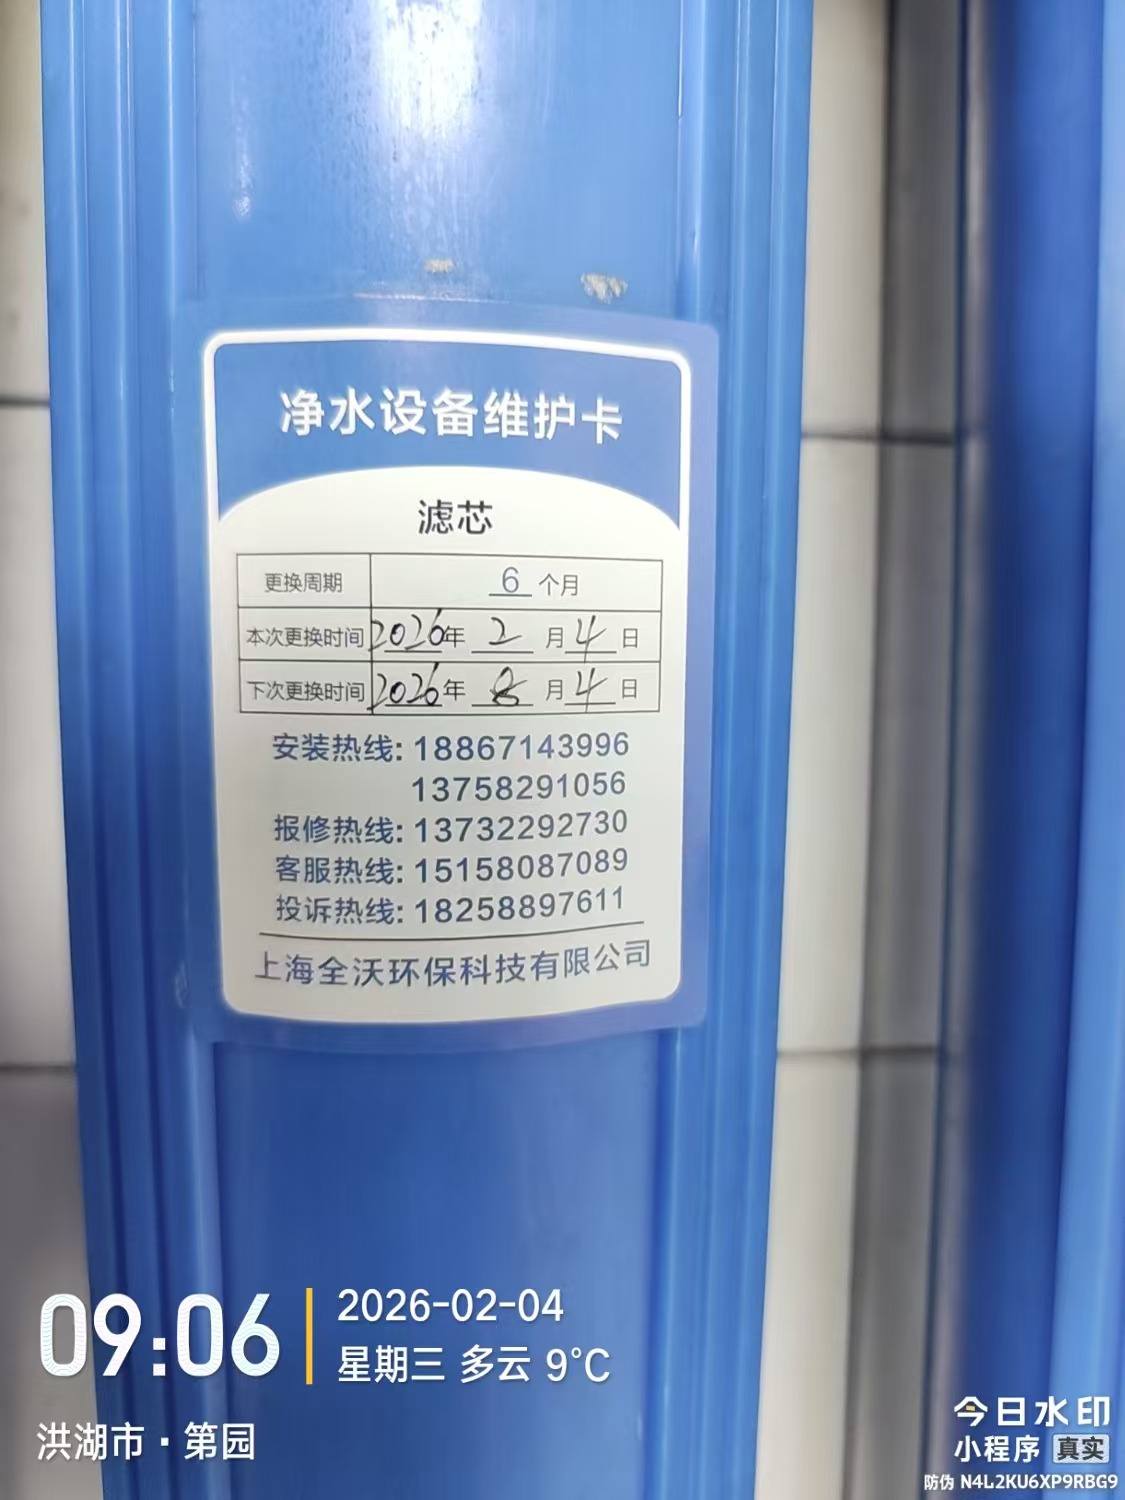 净水设备维护卡
滤芯
更换周期 6 个月
本次更换时间 2026年 2 月 4 日
下次更换时间 2026年 8 月 4 日
安装热线: 18867143996
13758291056
报修热线: 13732292730
客服热线: 15158087089
投诉热线: 18258897611
上海全沃环保科技有限公司
09:06
2026-02-04
星期三 多云 9°C
洪湖市·第园
今日水印
小程序 真实
防伪 N4L2KU6XP9RBG9